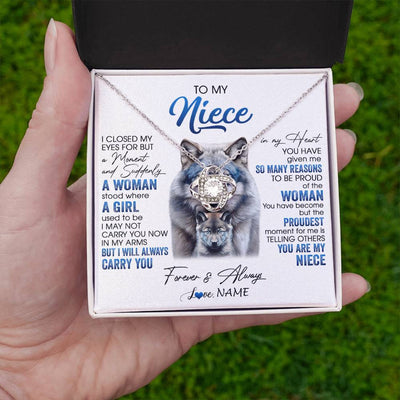 TO MY
Niece
I CLOSED MY
EYES FOR BUT
a Moment
and Suddenly
A WOMAN
stood where
A GIRL
used to be
I MAY NOT
CARRY YOU NOW
IN MY ARMS
BUT I WILL ALWAYS
CARRY YOU
in my Heart
YOU HAVE
given me
SO MANY REASONS
TO BE PROUD
of the
WOMAN
You have become
but the
PROUDEST
moment for me is
TELLING OTHERS
YOU ARE MY
NIECE
Forever & Always
Love, NAME